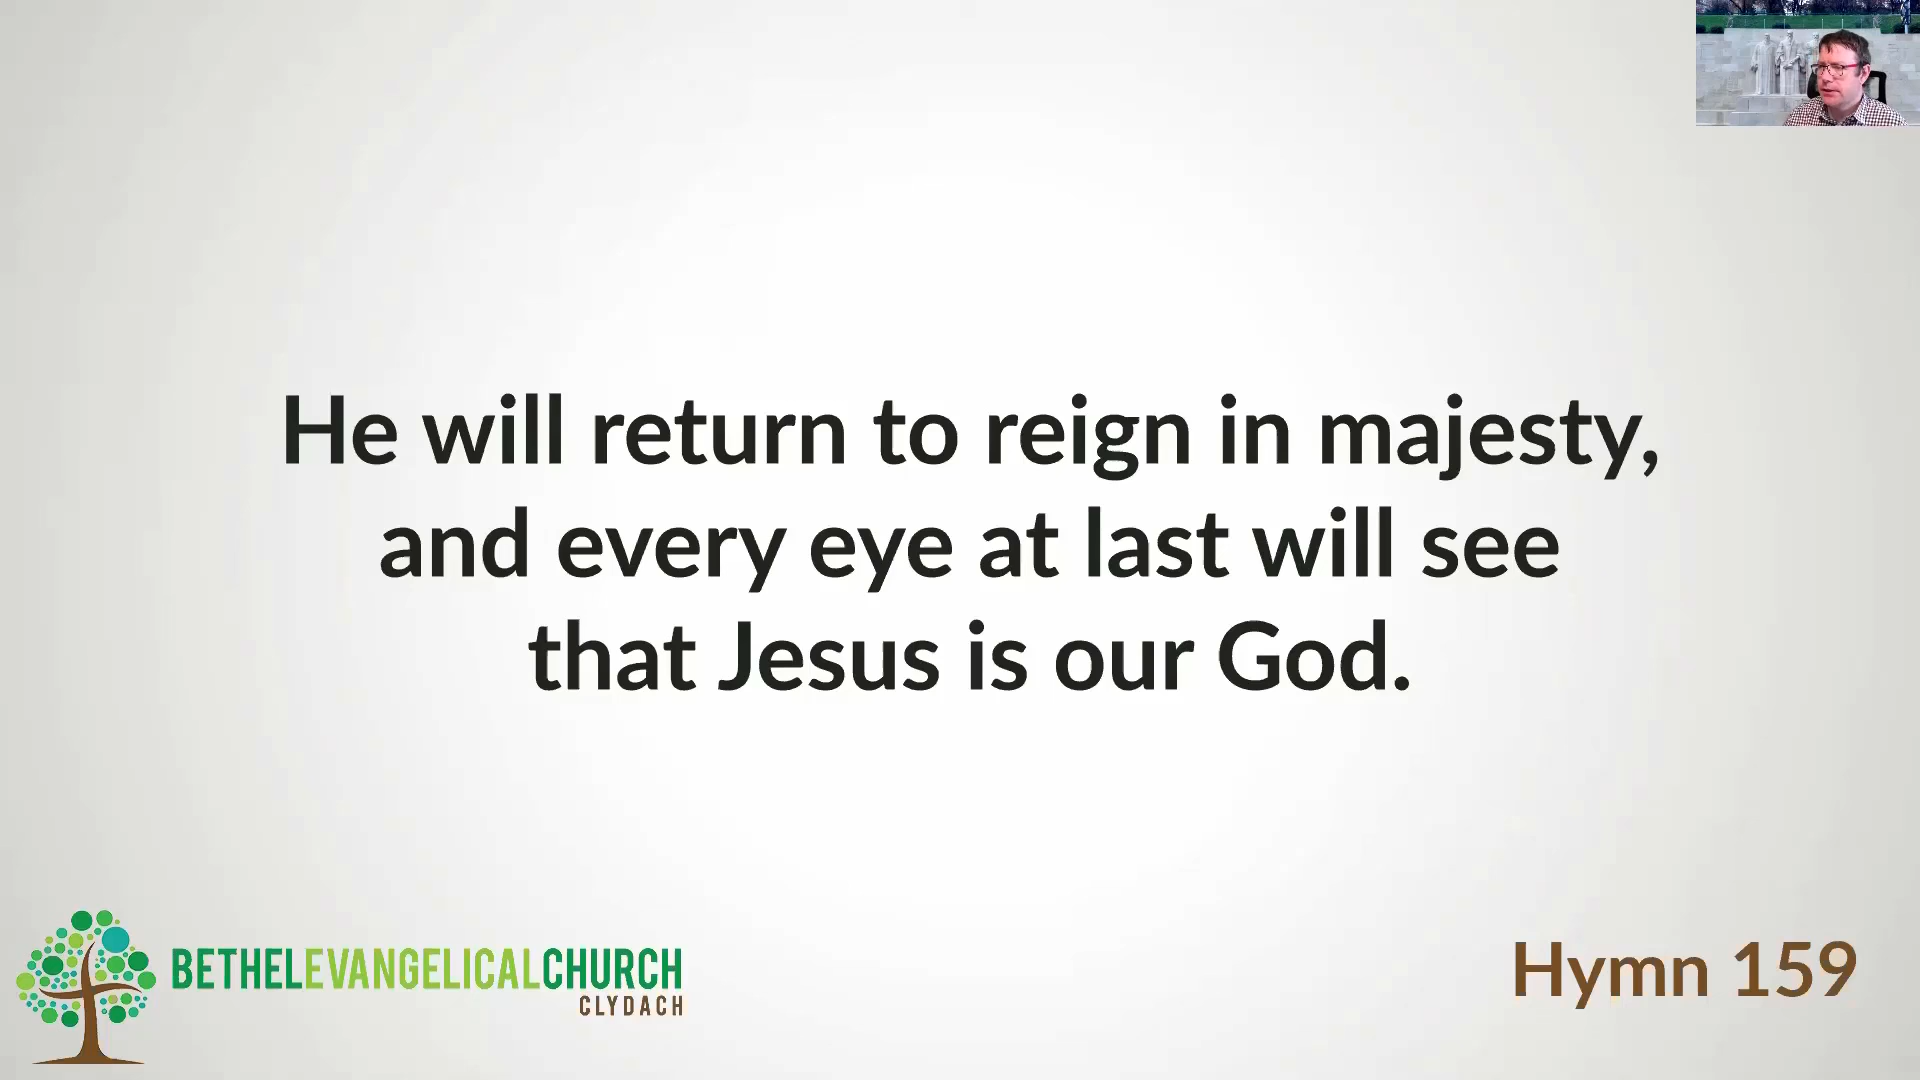 He will return to reign in majesty,
and every eye at last will see
that Jesus is our God.
BETHELEVANGELICALCHURCH
CLYDACH
Hymn 159